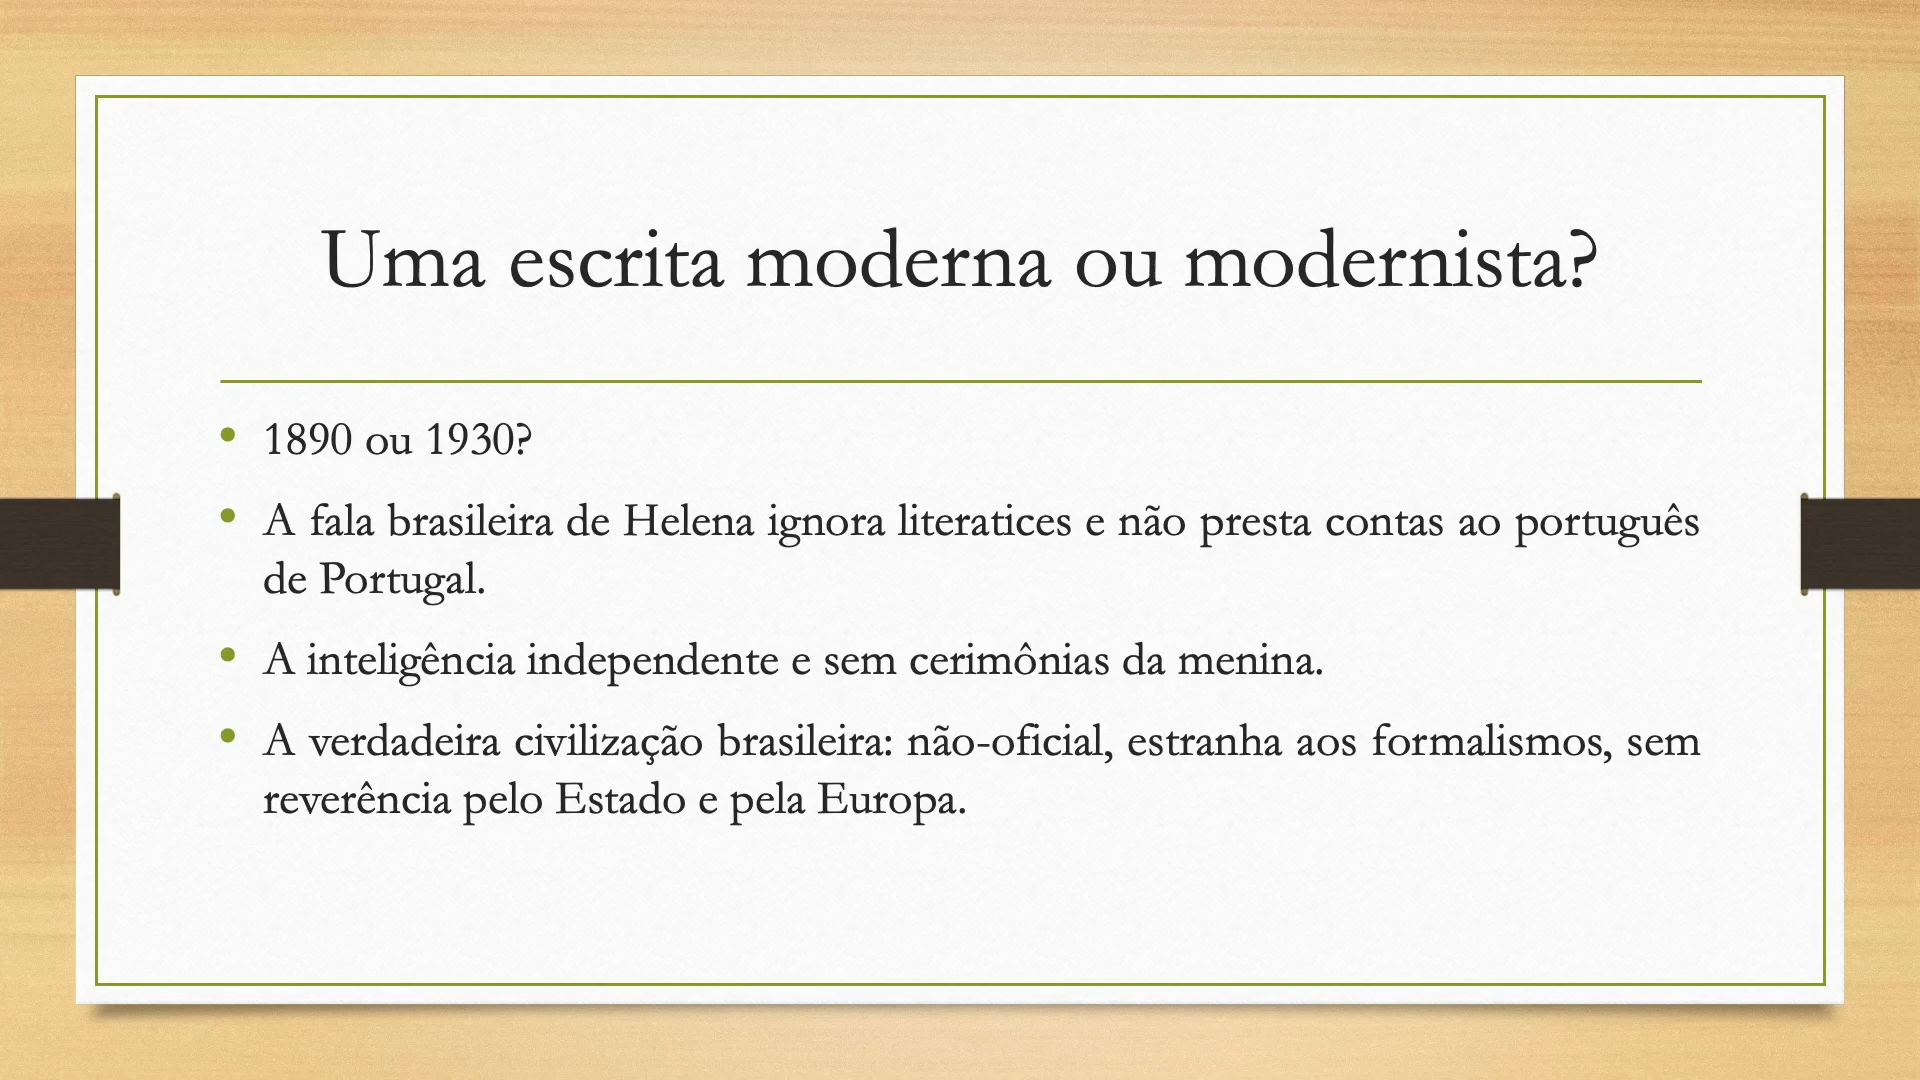 Uma escrita moderna ou modernista?
• 1890 ou 1930?
• A fala brasileira de Helena ignora literatices e não presta contas ao português
de Portugal.
• A inteligência independente e sem cerimônias da menina.
• A verdadeira civilização brasileira: não-oficial, estranha aos formalismos, sem
reverência pelo Estado e pela Europa.